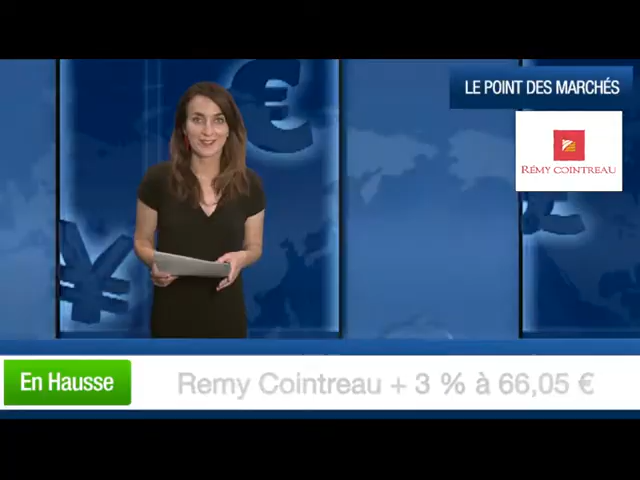 LE POINT DES MARCHÉS
RÉMY COINTREAU
En Hausse
Remy Cointreau + 3 % à 66,05 €